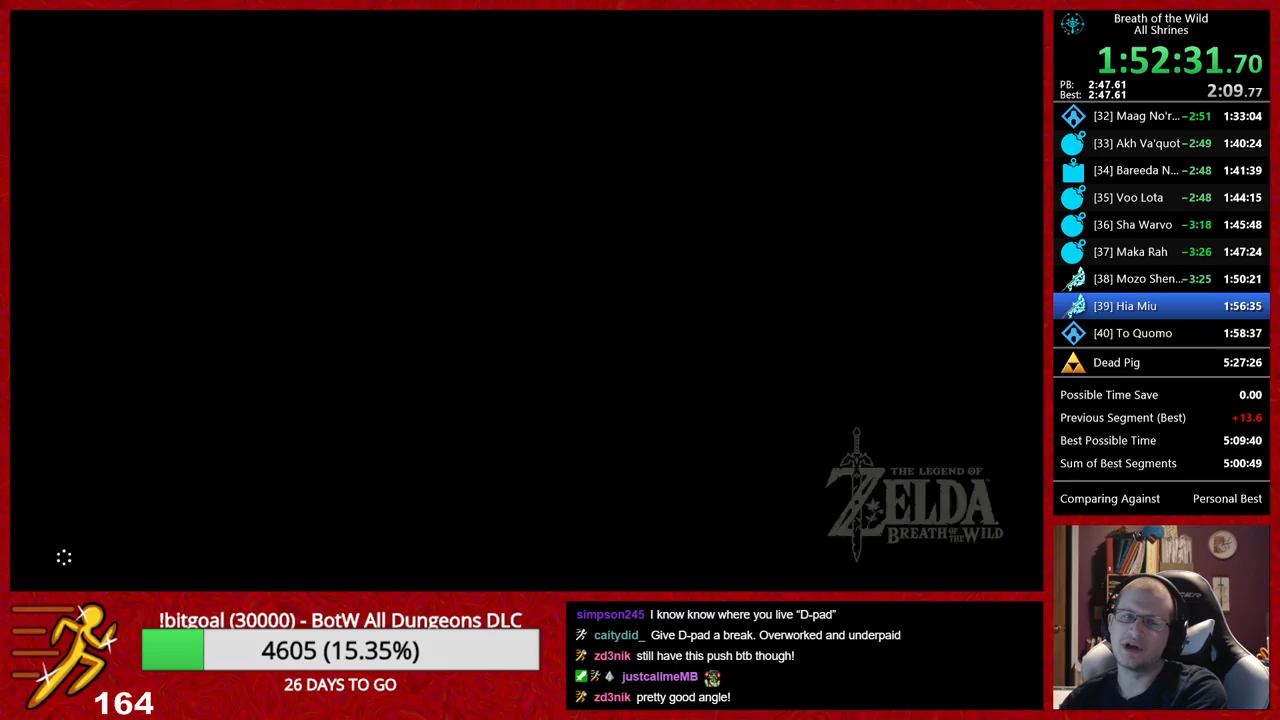 Breath of the Wild
All Shrines
1:52:31.70
PB: 2:47.61
Best: 2:47.61
2:09.77
[32] Maag No'r... -2:51 1:33:04
[33] Akh Va'quot -2:49 1:40:24
[34] Bareeda N... -2:48 1:41:39
[35] Voo Lota -2:48 1:44:15
[36] Sha Warvo -3:18 1:45:48
[37] Maka Rah -3:26 1:47:24
[38] Mozo Shen... -3:25 1:50:21
[39] Hia Miu 1:56:35
[40] To Quomo 1:58:37
Dead Pig 5:27:26
Possible Time Save 0.00
Previous Segment (Best) +13.6
Best Possible Time 5:09:40
Sum of Best Segments 5:00:49
Comparing Against Personal Best
THE LEGEND OF
ZELDA
BREATH OF THE WILD
164
!bitgoal (30000) - BotW All Dungeons DLC
4605 (15.35%)
26 DAYS TO GO
simpson245 I know know where you live “D-pad”
caitydid_ Give D-pad a break. Overworked and underpaid
zd3nik still have this push btb though!
justcallmeMB
zd3nik pretty good angle!